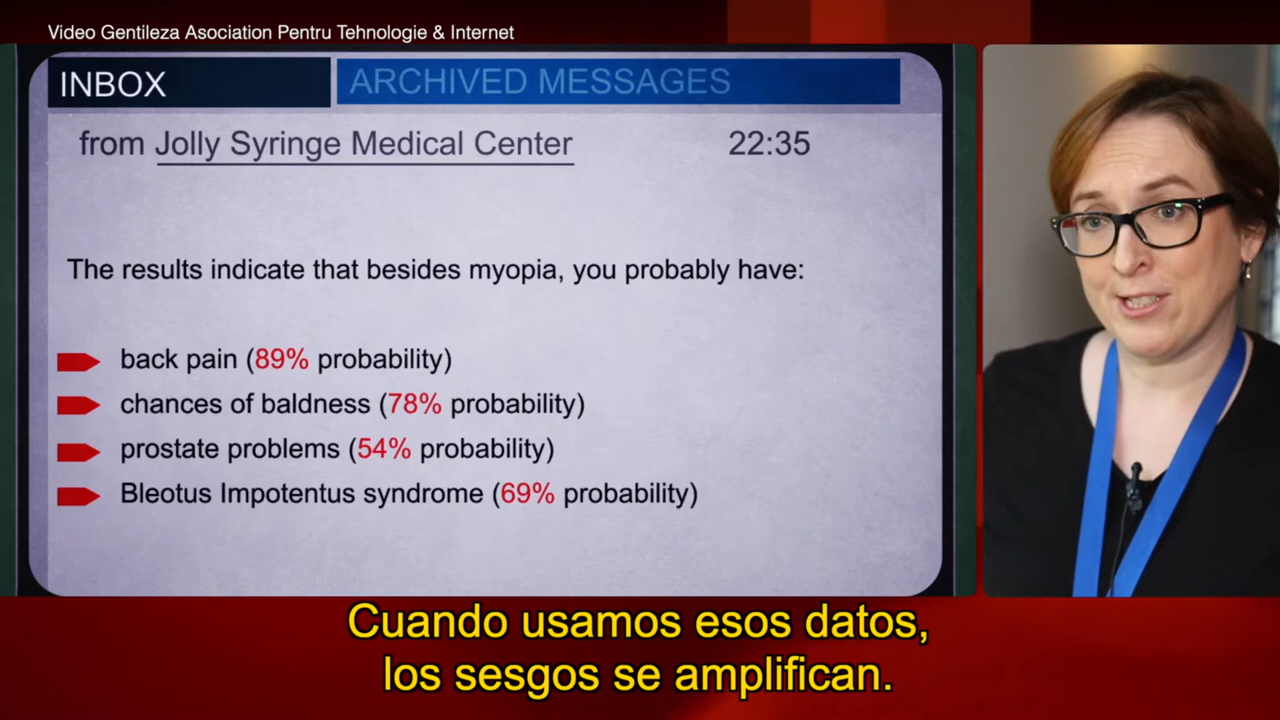 Video Gentileza Asociation Pentru Tehnologie & Internet
INBOX
ARCHIVED MESSAGES
from Jolly Syringe Medical Center
22:35
The results indicate that besides myopia, you probably have:
back pain (89% probability)
chances of baldness (78% probability)
prostate problems (54% probability)
Bleotus Impotentus syndrome (69% probability)
Cuando usamos esos datos,
los sesgos se amplifican.